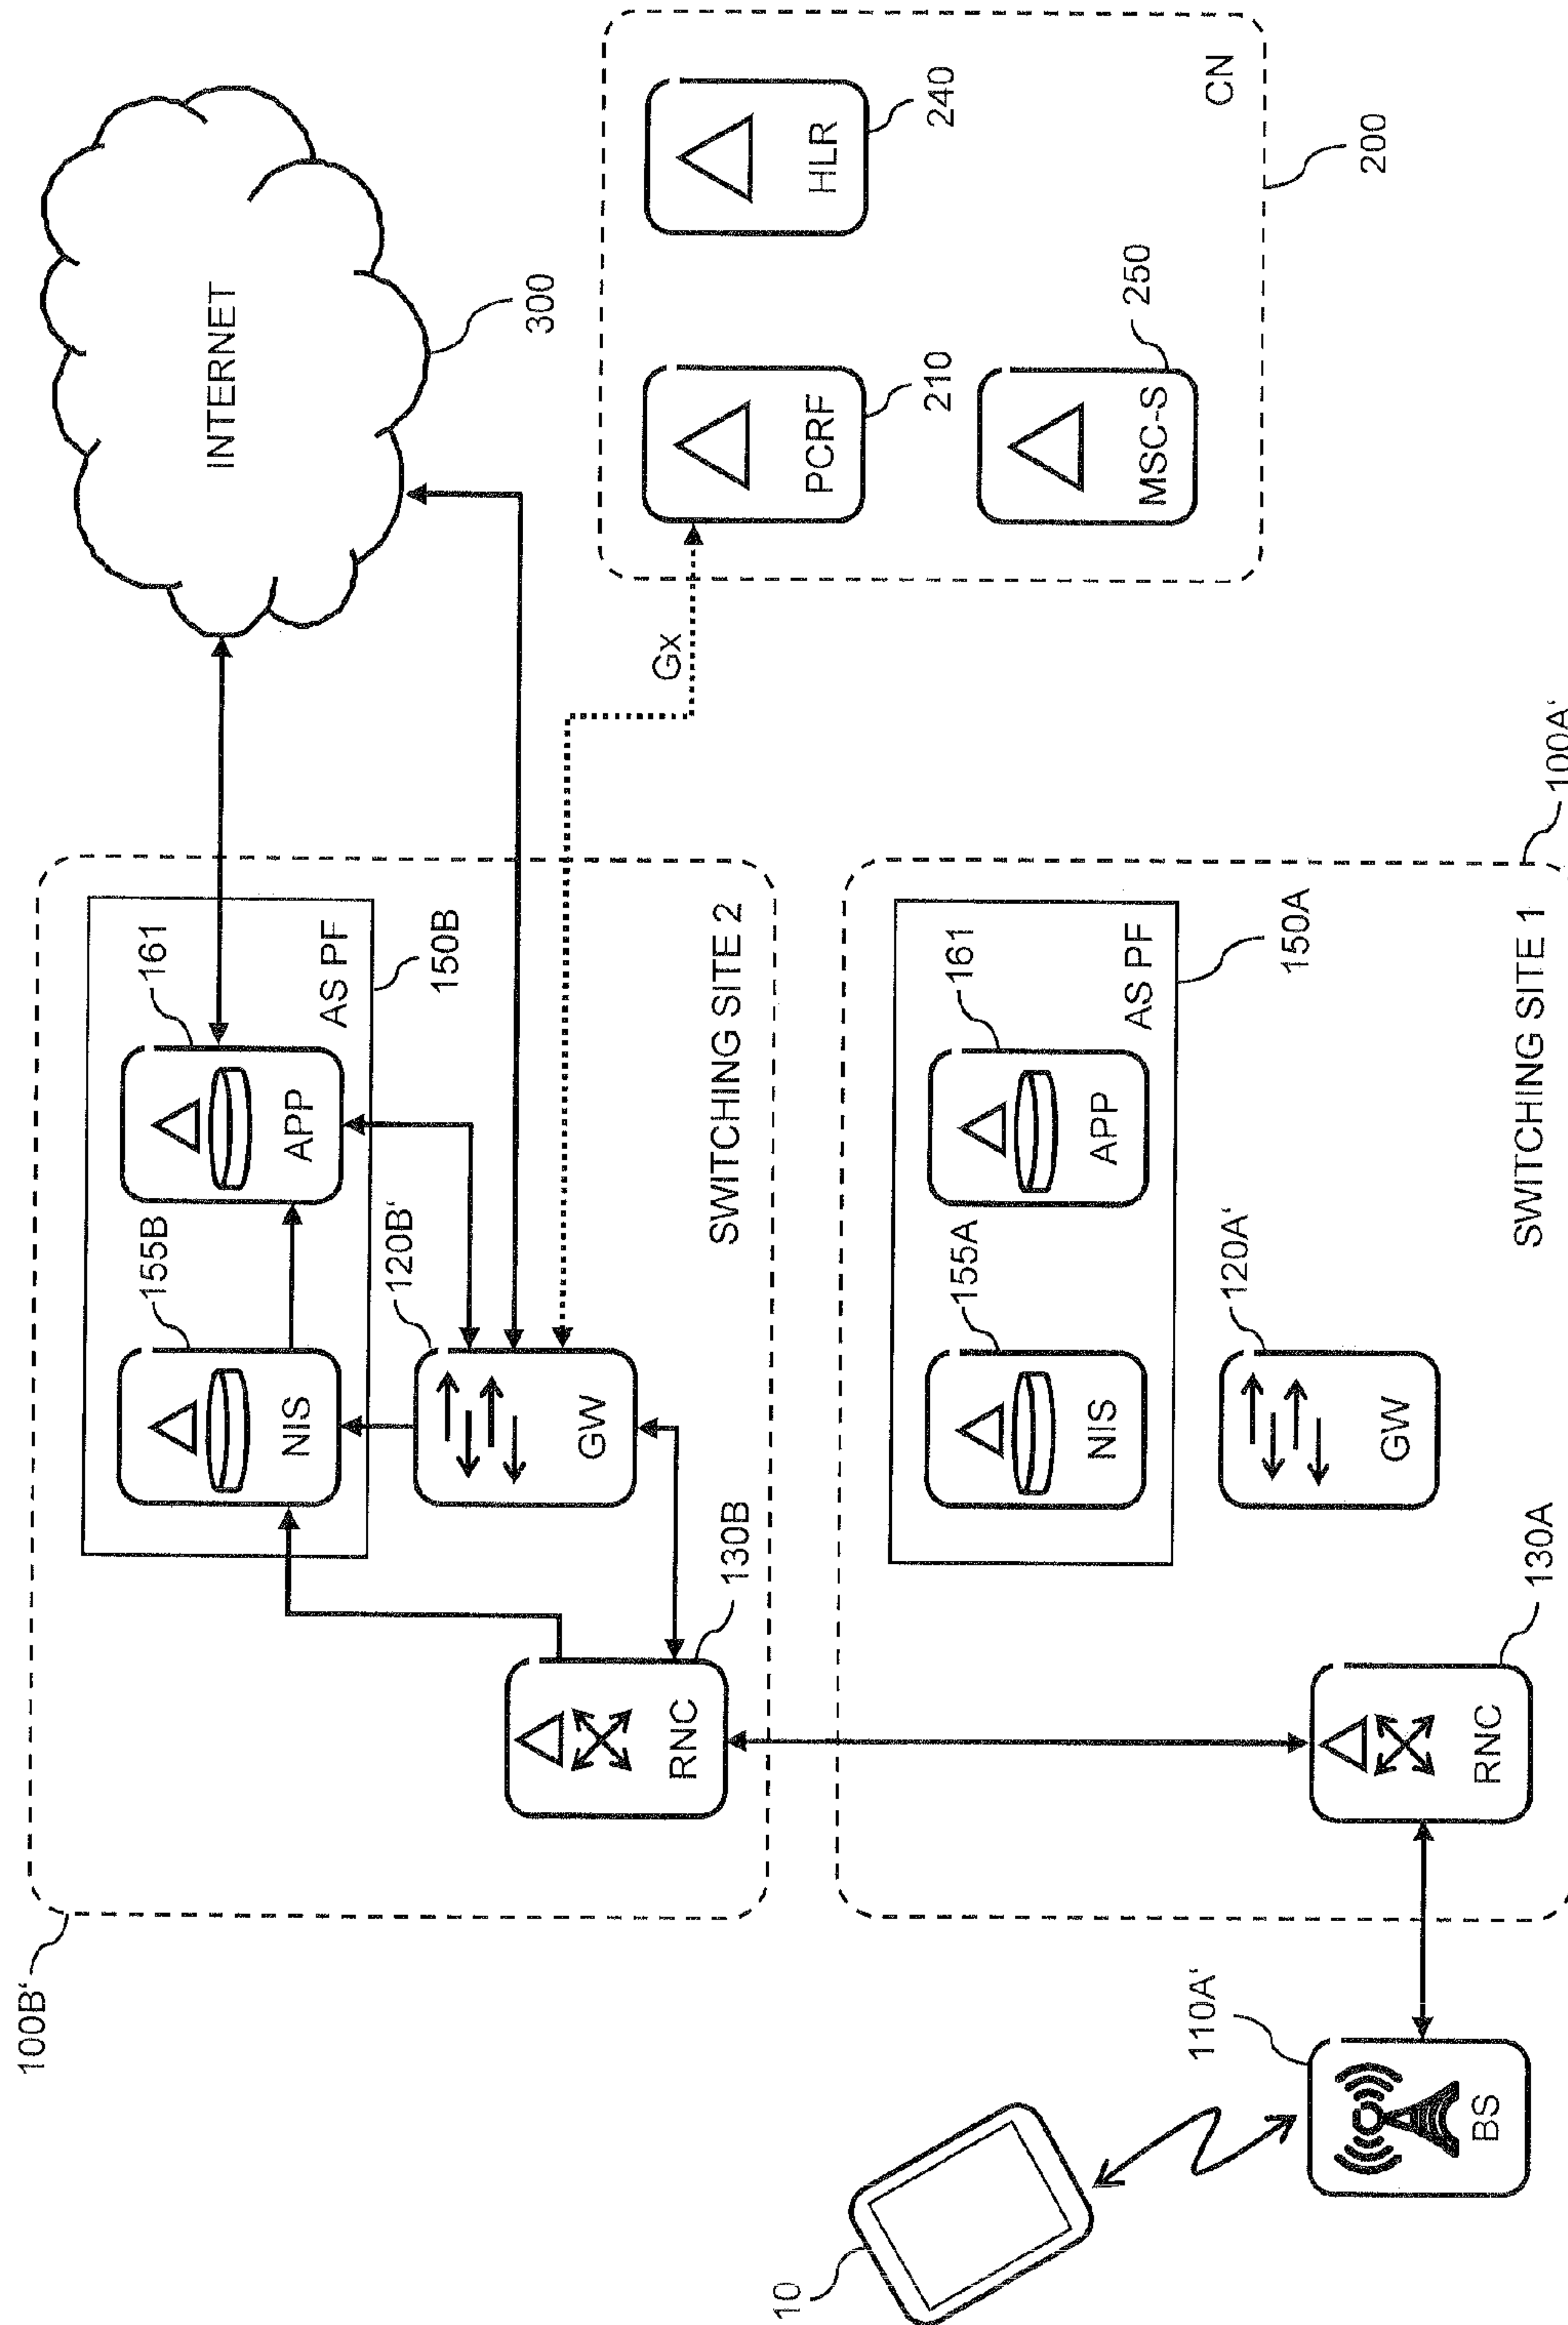 100B‘
155B
161
NIS
APP
AS PF
150B
120B‘
GW
130B
RNC
SWITCHING SITE 2
INTERNET
300
Gx
PCRF
210
HLR
240
MSC-S
250
CN
200
10
110A‘
BS
155A
161
NIS
APP
AS PF
150A
120A‘
GW
130A
RNC
SWITCHING SITE 1
100A‘